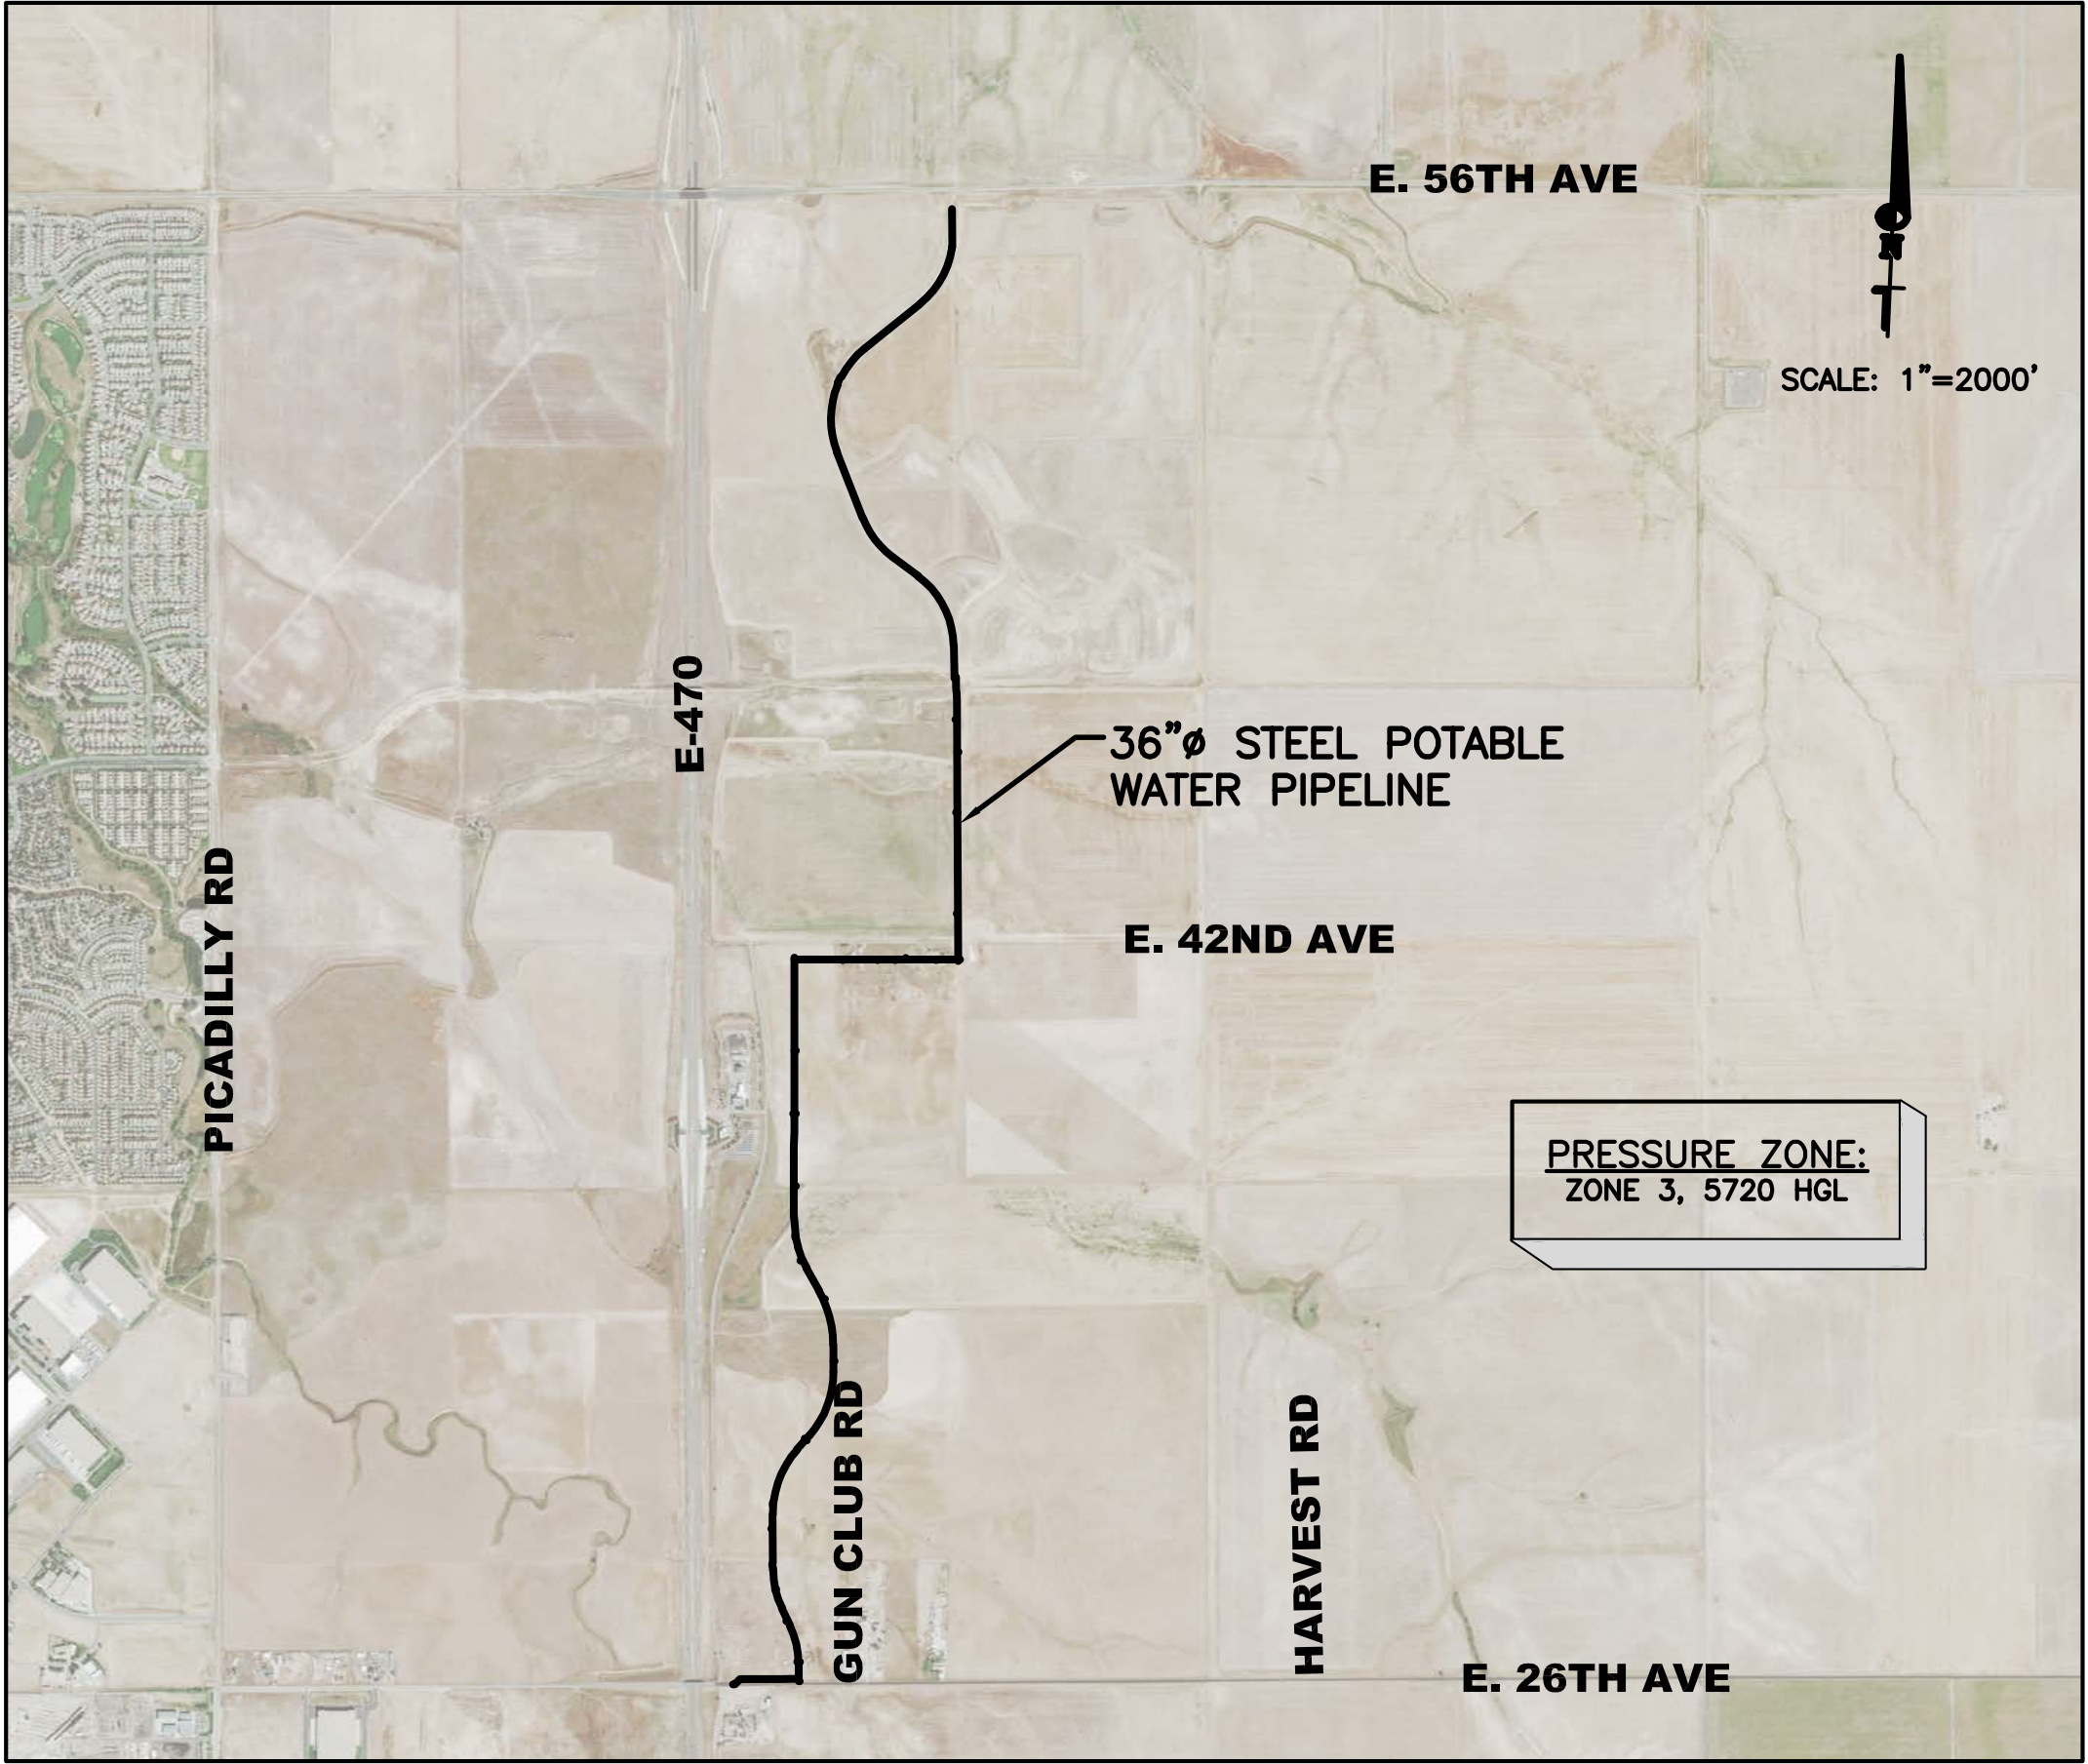 E. 56TH AVE
N
SCALE: 1"=2000'
E-470
36"ø STEEL POTABLE
WATER PIPELINE
PICADILLY RD
E. 42ND AVE
PRESSURE ZONE:
ZONE 3, 5720 HGL
GUN CLUB RD
HARVEST RD
E. 26TH AVE